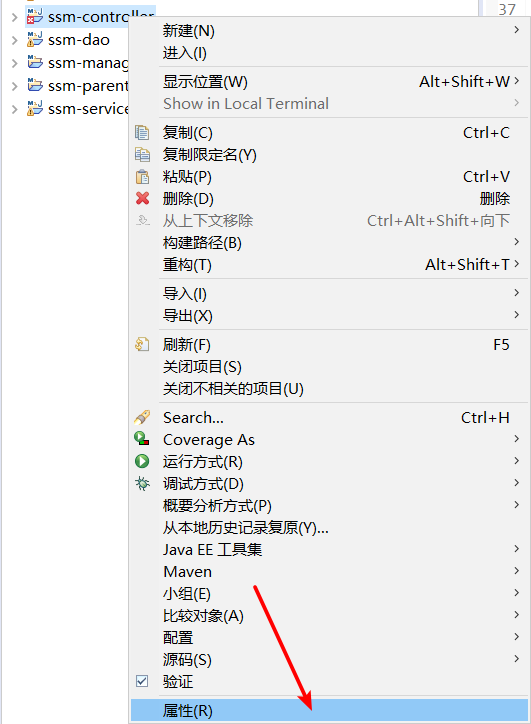 37
ssm-controller
ssm-dao
ssm-manag
ssm-parent
ssm-service
新建(N)
进入(I)
显示位置(W) Alt+Shift+W
Show in Local Terminal
复制(C) Ctrl+C
复制限定名(Y)
粘贴(P) Ctrl+V
删除(D) 删除
从上下文移除 Ctrl+Alt+Shift+向下
构建路径(B)
重构(T) Alt+Shift+T
导入(I)
导出(X)
刷新(F) F5
关闭项目(S)
关闭不相关的项目(U)
Search... Ctrl+H
Coverage As
运行方式(R)
调试方式(D)
概要分析方式(P)
从本地历史记录复原(Y)...
Java EE 工具集
Maven
小组(E)
比较对象(A)
配置
源码(S)
验证
属性(R)